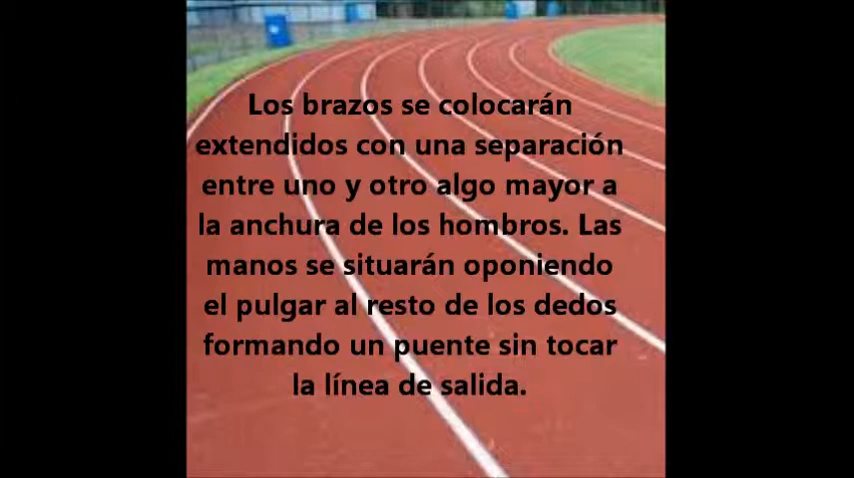 Los brazos se colocarán
extendidos con una separación
entre uno y otro algo mayor a
la anchura de los hombros. Las
manos se situarán oponiendo
el pulgar al resto de los dedos
formando un puente sin tocar
la línea de salida.